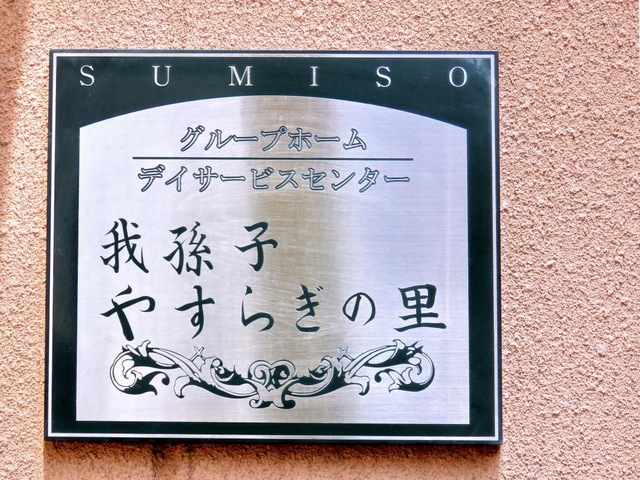 SUMISO
グループホーム
デイサービスセンター
我孫子
やすらぎの里